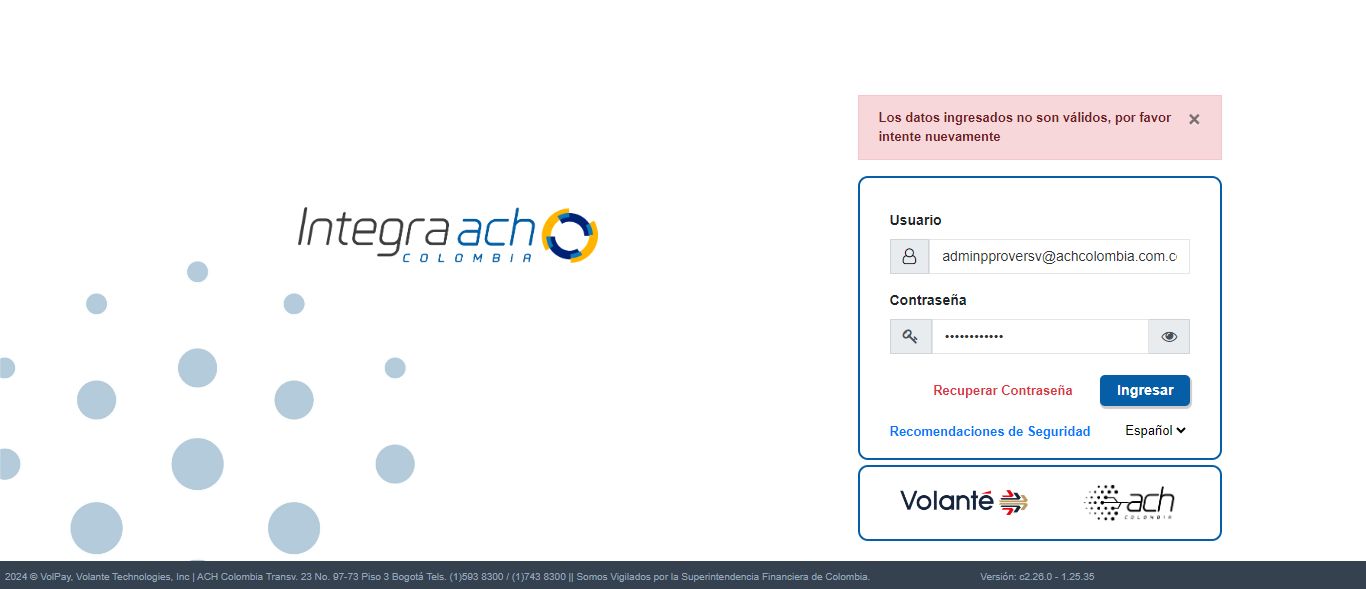 Los datos ingresados no son válidos, por favor
intente nuevamente
Integra ach
COLOMBIA
Usuario
adminpproversv@achcolombia.com.c
Contraseña
••••••••••••
Recuperar Contraseña
Ingresar
Recomendaciones de Seguridad
Español
Volanté
ach
COLOMBIA
2024 © VolPay, Volante Technologies, Inc | ACH Colombia Transv. 23 No. 97-73 Piso 3 Bogotá Tels. (1)593 8300 / (1)743 8300 || Somos Vigilados por la Superintendencia Financiera de Colombia.
Versión: c2.26.0 - 1.25.35